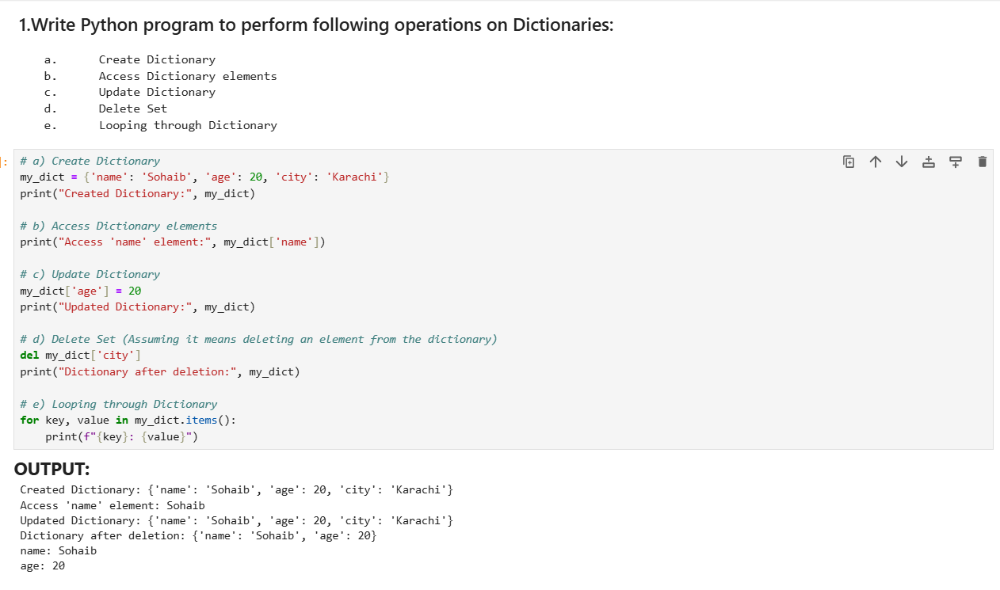 1.Write Python program to perform following operations on Dictionaries:
a. Create Dictionary
b. Access Dictionary elements
c. Update Dictionary
d. Delete Set
e. Looping through Dictionary
]:
# a) Create Dictionary
my_dict = {'name': 'Sohaib', 'age': 20, 'city': 'Karachi'}
print("Created Dictionary:", my_dict)

# b) Access Dictionary elements
print("Access 'name' element:", my_dict['name'])

# c) Update Dictionary
my_dict['age'] = 20
print("Updated Dictionary:", my_dict)

# d) Delete Set (Assuming it means deleting an element from the dictionary)
del my_dict['city']
print("Dictionary after deletion:", my_dict)

# e) Looping through Dictionary
for key, value in my_dict.items():
    print(f"{key}: {value}")
OUTPUT:
Created Dictionary: {'name': 'Sohaib', 'age': 20, 'city': 'Karachi'}
Access 'name' element: Sohaib
Updated Dictionary: {'name': 'Sohaib', 'age': 20, 'city': 'Karachi'}
Dictionary after deletion: {'name': 'Sohaib', 'age': 20}
name: Sohaib
age: 20